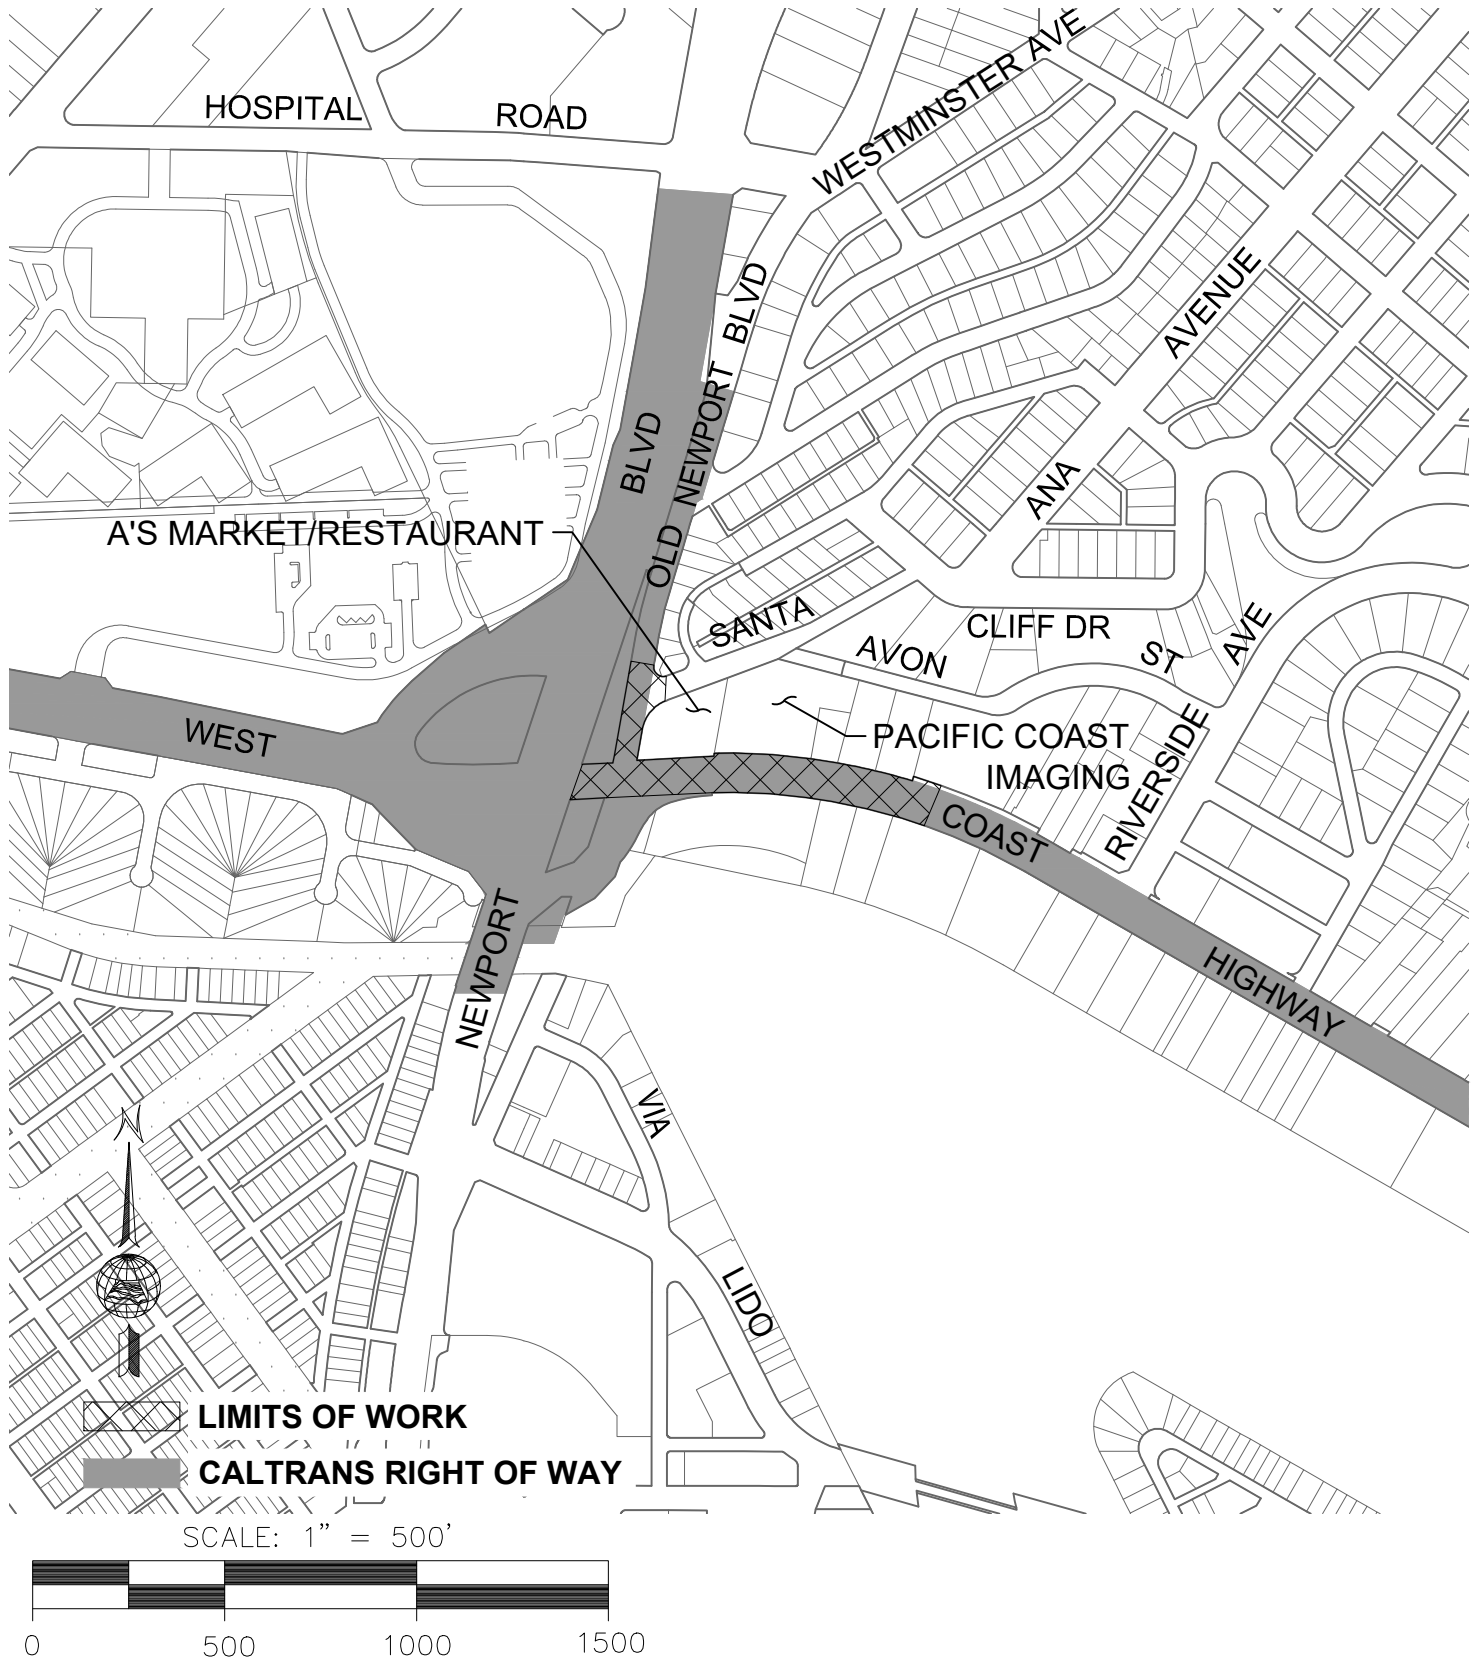 HOSPITAL ROAD
WESTMINSTER AVE
OLD NEWPORT BLVD
BLVD
AVENUE
ANA
A'S MARKET/RESTAURANT
SANTA
CLIFF DR
AVON
ST
RIVERSIDE AVE
WEST
PACIFIC COAST
IMAGING
COAST
HIGHWAY
NEWPORT
VIA
LIDO
N
LIMITS OF WORK
CALTRANS RIGHT OF WAY
SCALE: 1" = 500'
0 500 1000 1500